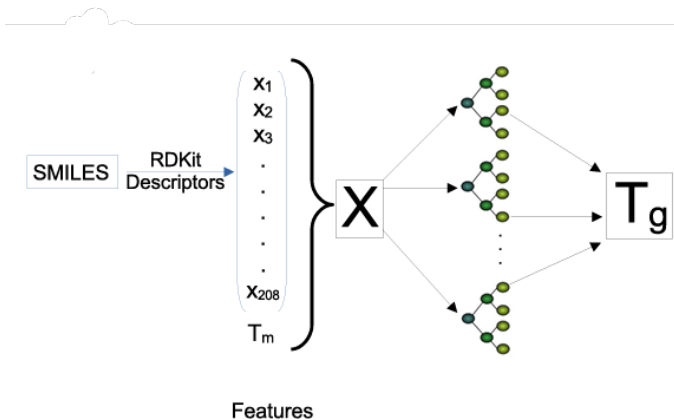 SMILES
RDKit
Descriptors
x1
x2
x3
.
.
.
.
.
x208
Tm
X
.
.
.
Tg
Features